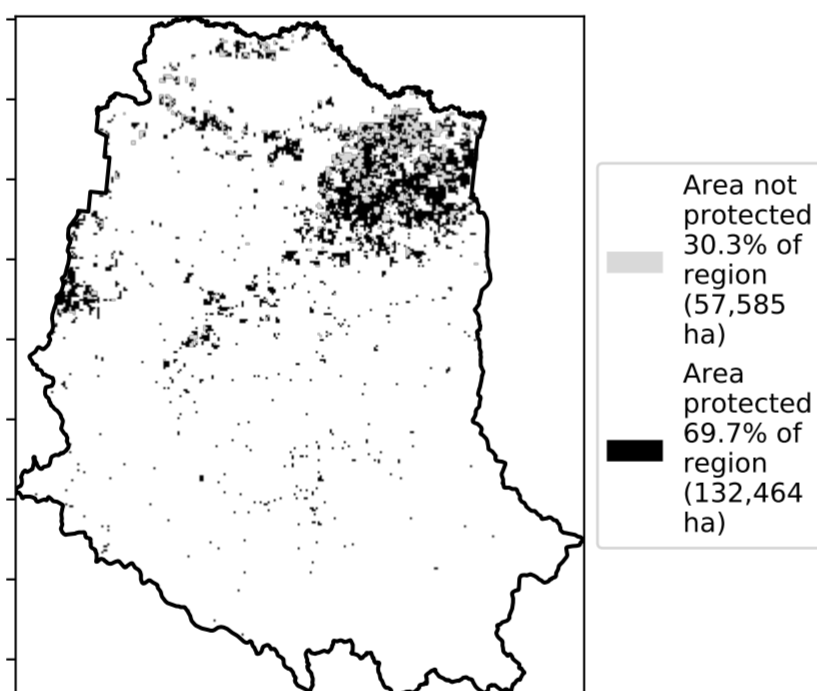 Area not
protected
30.3% of
region
(57,585
ha)
Area
protected
69.7% of
region
(132,464
ha)